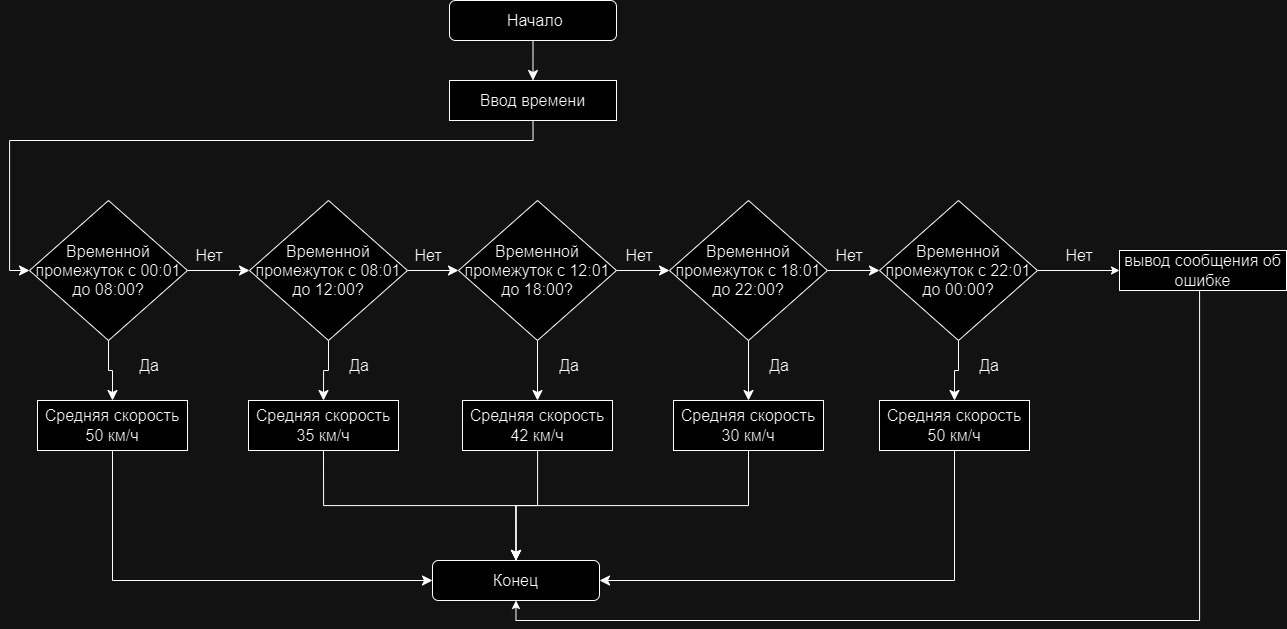 Начало
Ввод времени
Временной
промежуток с 00:01
до 08:00?
Нет
Временной
промежуток с 08:01
до 12:00?
Нет
Временной
промежуток с 12:01
до 18:00?
Нет
Временной
промежуток с 18:01
до 22:00?
Нет
Временной
промежуток с 22:01
до 00:00?
Нет
вывод сообщения об
ошибке
Да
Да
Да
Да
Да
Средняя скорость
50 км/ч
Средняя скорость
35 км/ч
Средняя скорость
42 км/ч
Средняя скорость
30 км/ч
Средняя скорость
50 км/ч
Конец